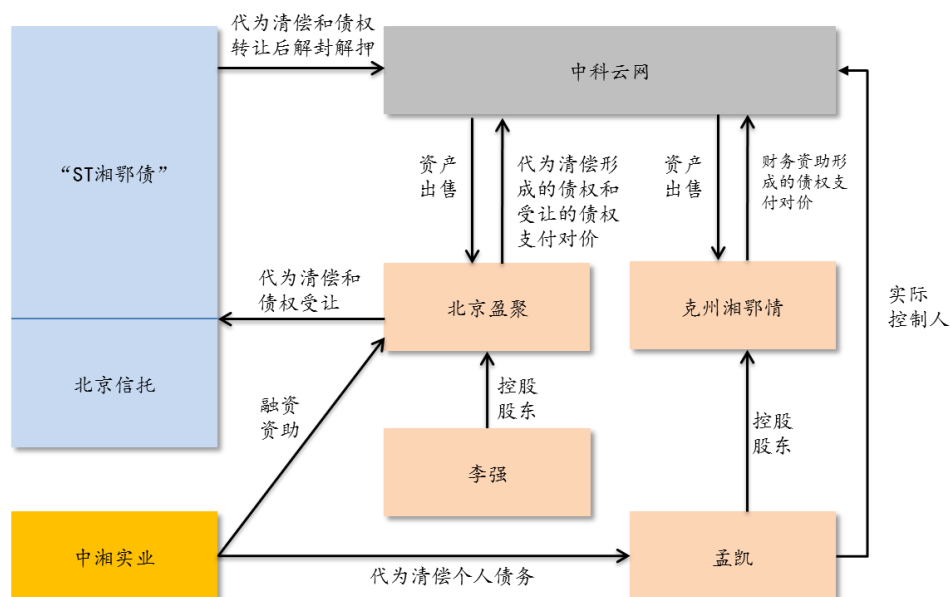 代为清偿和债权
转让后解封解押
中科云网
“ST湘鄂债”
资产
出售
代为清偿形
成的债权和
受让的债权
支付对价
资产
出售
财务资助形
成的债权支
付对价
代为清偿和
债权受让
北京盈聚
克州湘鄂情
实际
控制人
北京信托
融资
资助
控股
股东
控股
股东
李强
中湘实业
孟凯
代为清偿个人债务